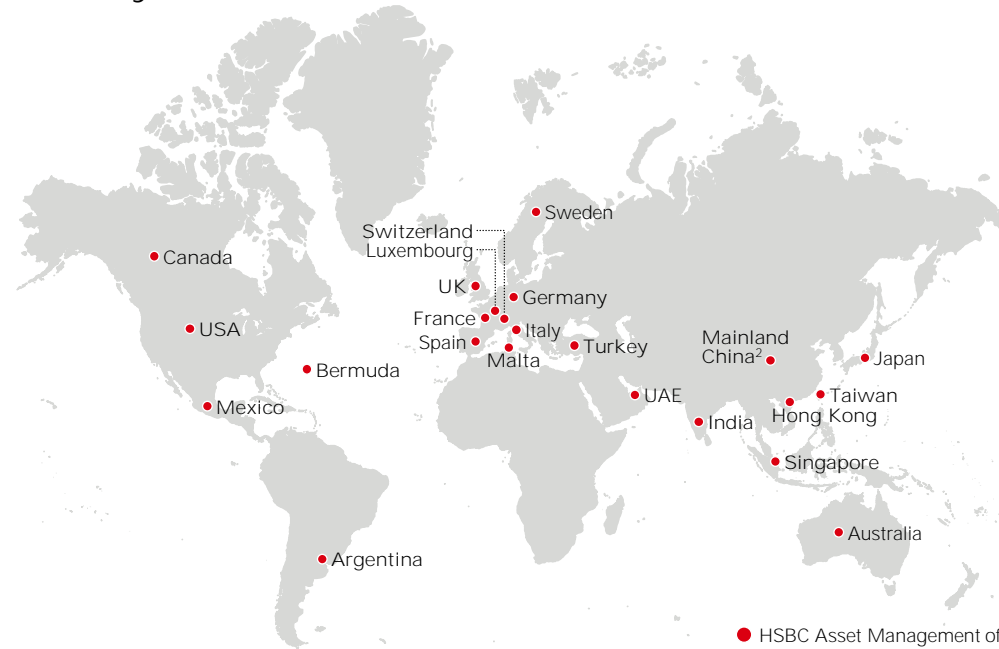 Sweden
Switzerland
Luxembourg
Canada
UK
Germany
France
Italy
USA
Spain
Turkey
Malta
Mainland
China²
Japan
Bermuda
UAE
Taiwan
Mexico
Hong Kong
India
Singapore
Australia
Argentina
HSBC Asset Management of